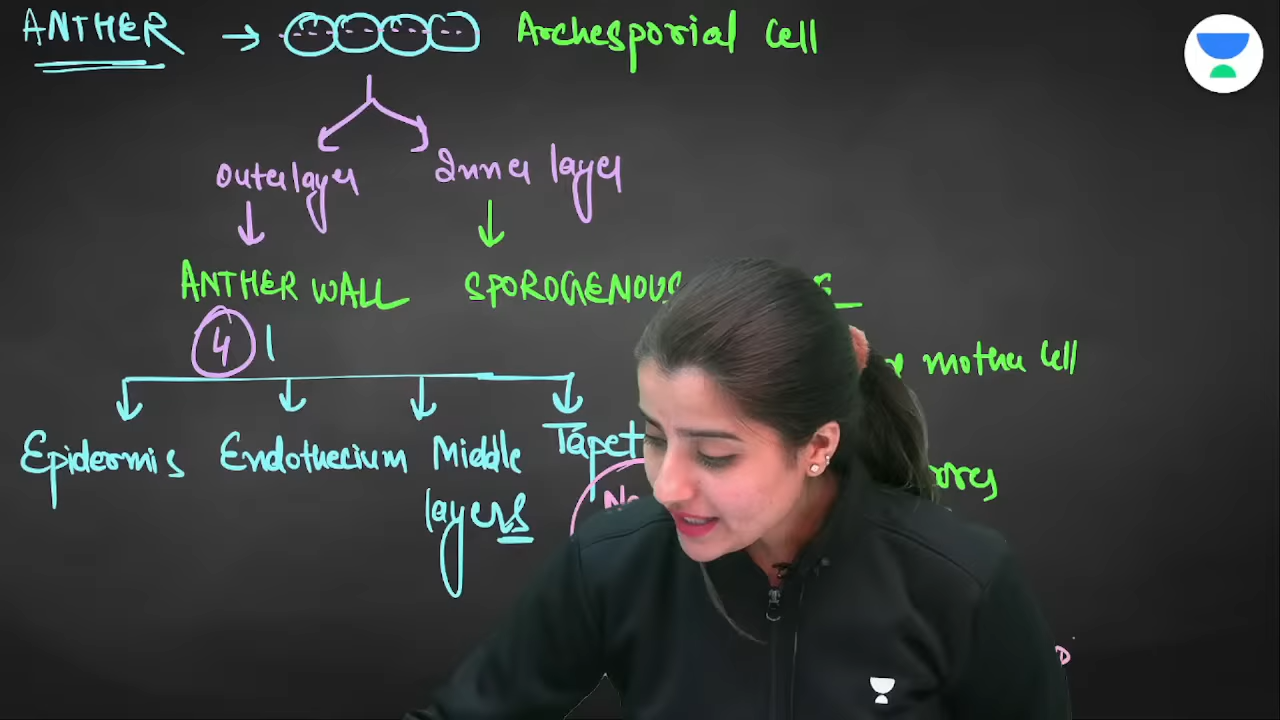 ANTHER → Archesporial Cell
Outer layer
Inner layer
ANTHER WALL
SPOROGENOUS
4
mother Cell
Epidermis
Endothecium
Middle layers
Tapet